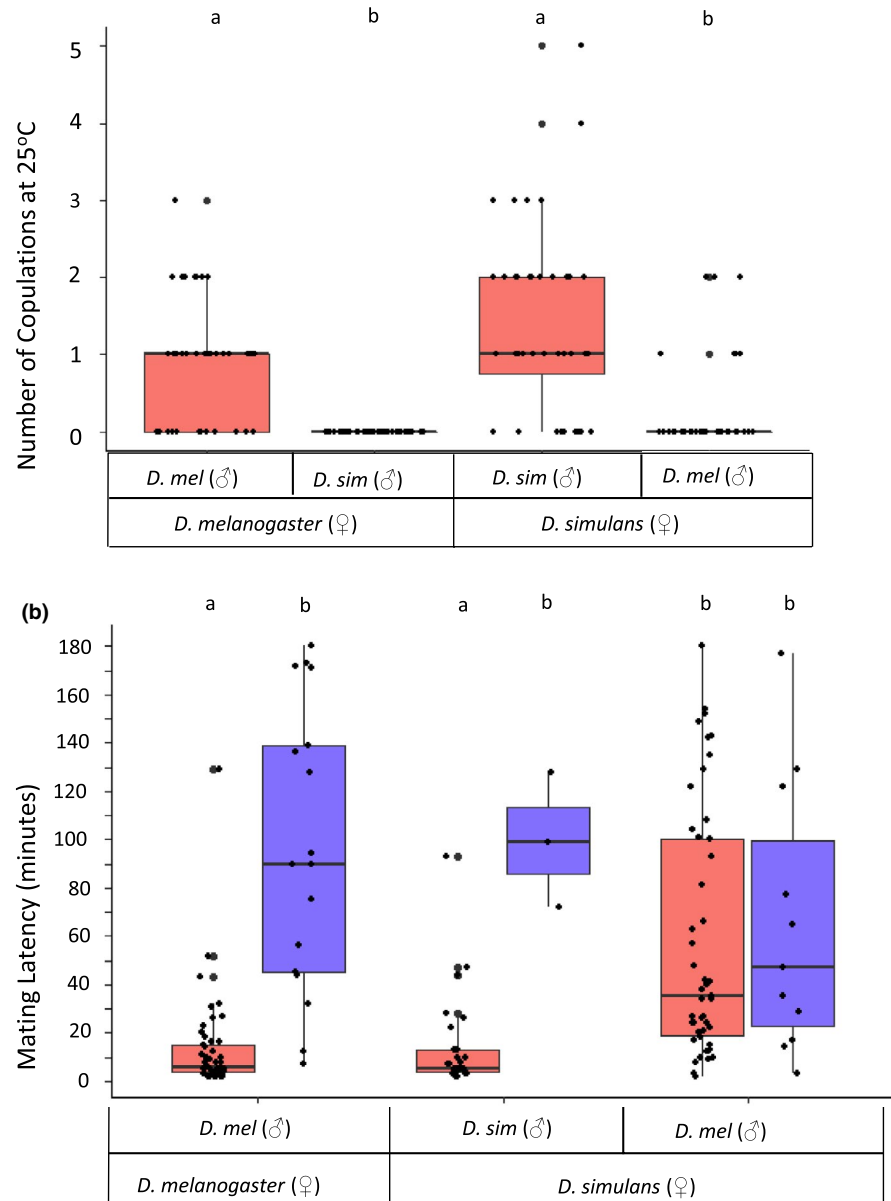 a b a b
Number of Copulations at 25ºC
5
4
3
2
1
0
D. mel (♂) D. sim (♂) D. sim (♂) D. mel (♂)
D. melanogaster (♀) D. simulans (♀)
(b)
a b a b b b
Mating Latency (minutes)
180
160
140
120
100
80
60
40
20
0
D. mel (♂) D. sim (♂) D. mel (♂)
D. melanogaster (♀) D. simulans (♀)